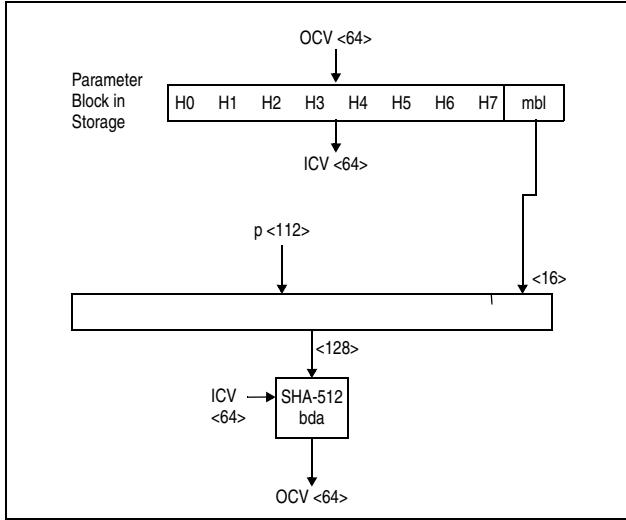 OCV <64>
Parameter
Block in
Storage
H0 H1 H2 H3 H4 H5 H6 H7 mbl
ICV <64>
p <112>
<16>
<128>
ICV
<64>
SHA-512
bda
OCV <64>